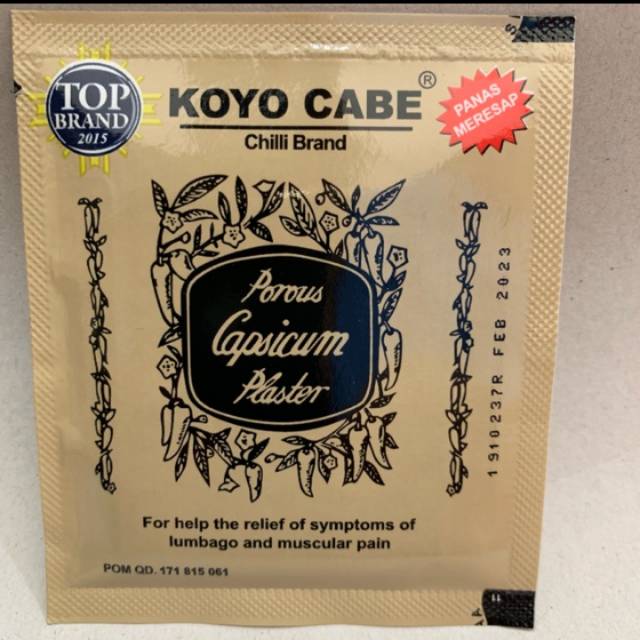 TOP
BRAND
2015
KOYO CABE®
Chilli Brand
PANAS
MERESAP
Porous
Capsicum
Plaster
1910237R FEB 2023
For help the relief of symptoms of
lumbago and muscular pain
POM QD. 171 815 061